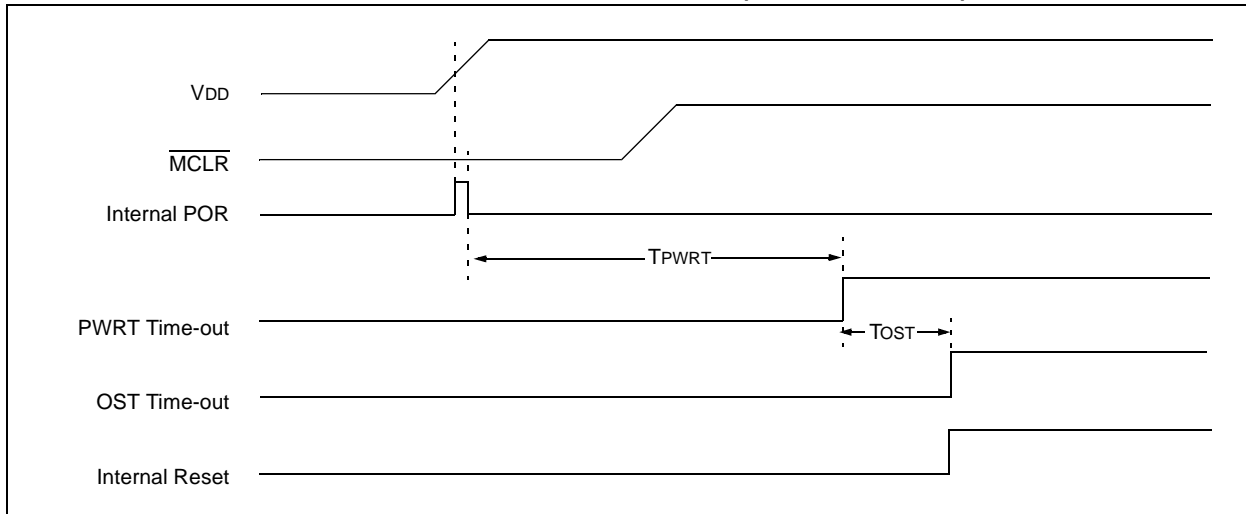 VDD
MCLR
Internal POR
TPWRT
PWRT Time-out
TOST
OST Time-out
Internal Reset